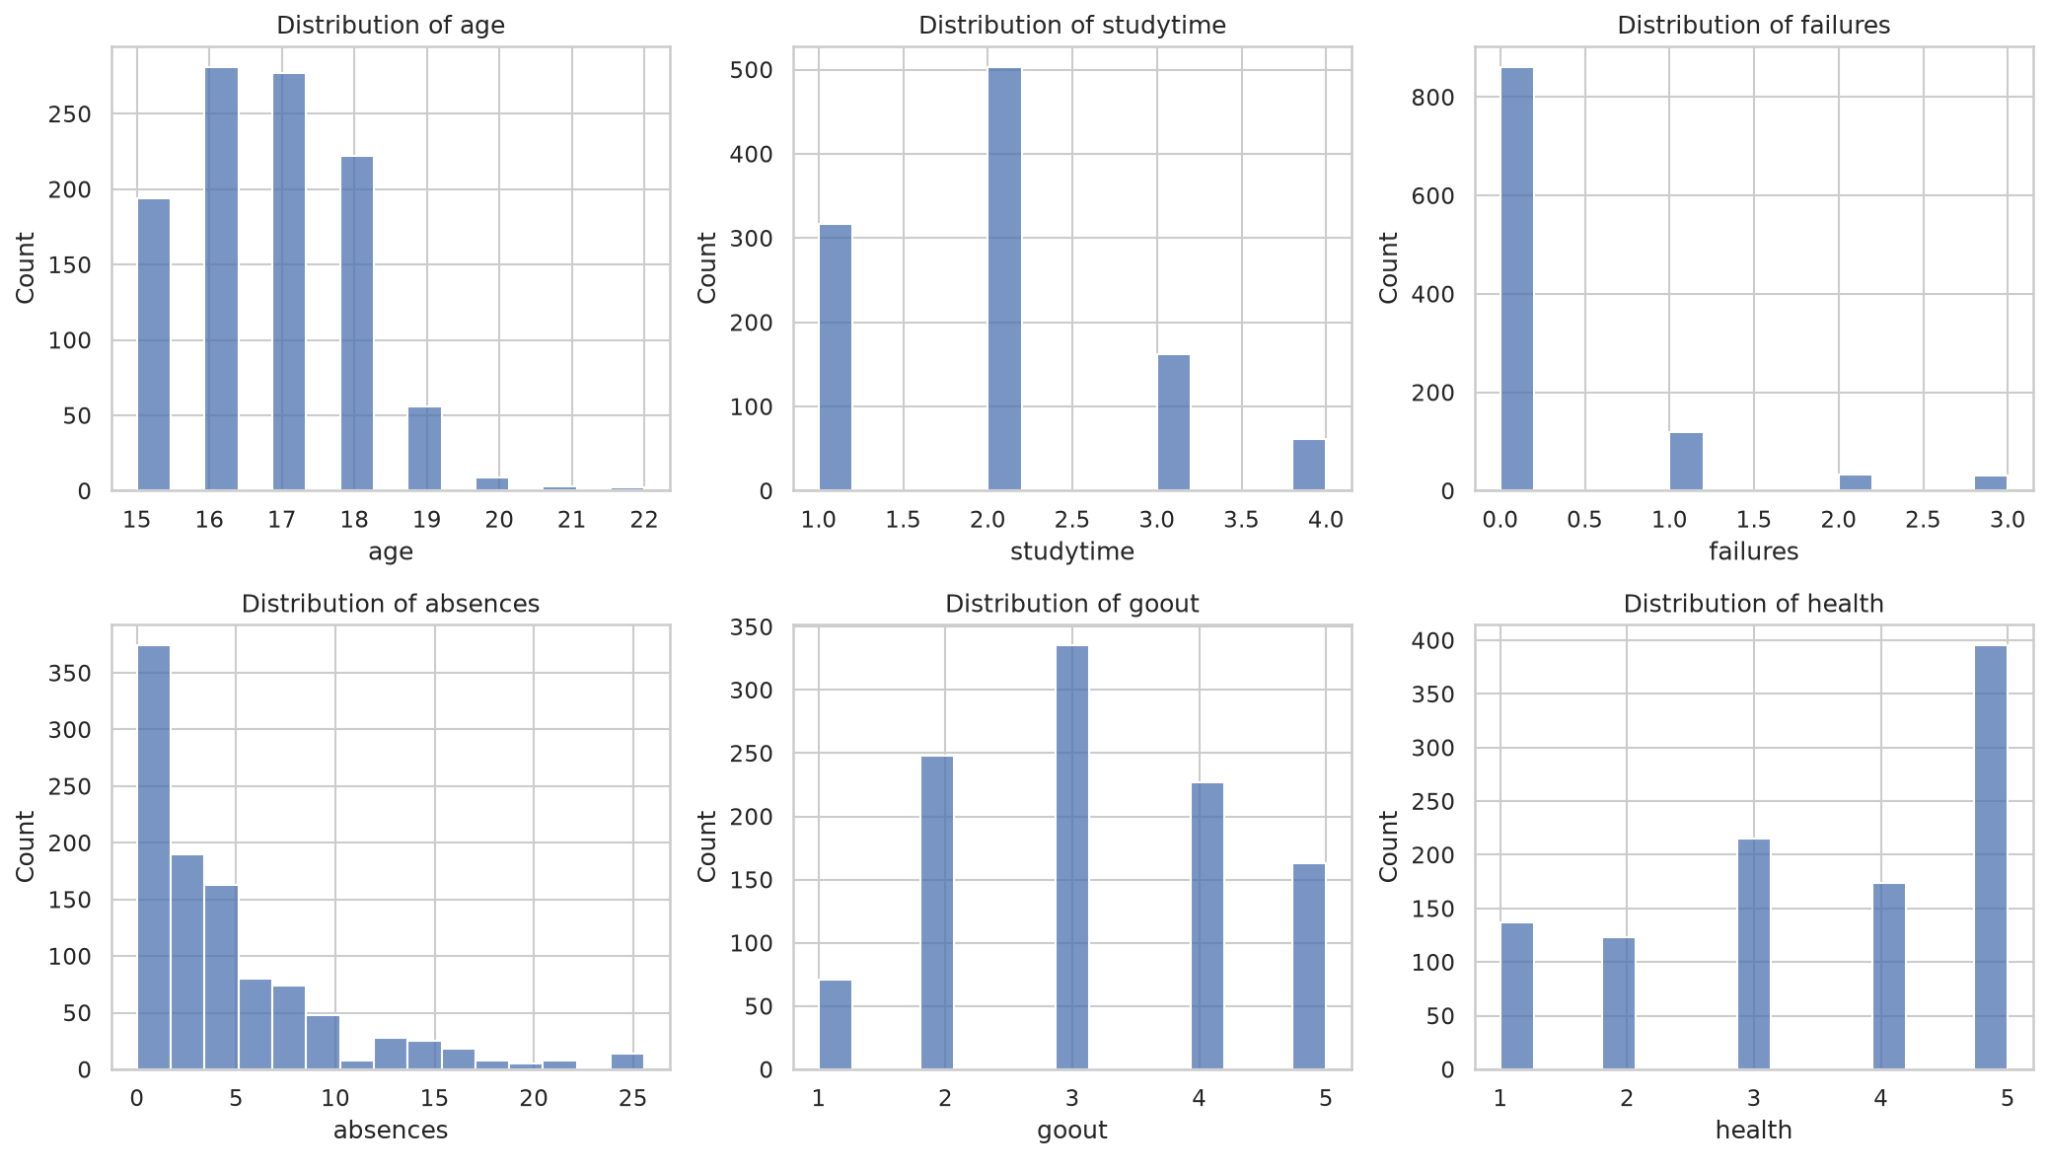 Distribution of age
Count
250
200
150
100
50
0
15 16 17 18 19 20 21 22
age
Distribution of studytime
Count
500
400
300
200
100
0
1.0 1.5 2.0 2.5 3.0 3.5 4.0
studytime
Distribution of failures
Count
800
600
400
200
0
0.0 0.5 1.0 1.5 2.0 2.5 3.0
failures
Distribution of absences
Count
350
300
250
200
150
100
50
0
0 5 10 15 20 25
absences
Distribution of goout
Count
350
300
250
200
150
100
50
0
1 2 3 4 5
goout
Distribution of health
Count
400
350
300
250
200
150
100
50
0
1 2 3 4 5
health